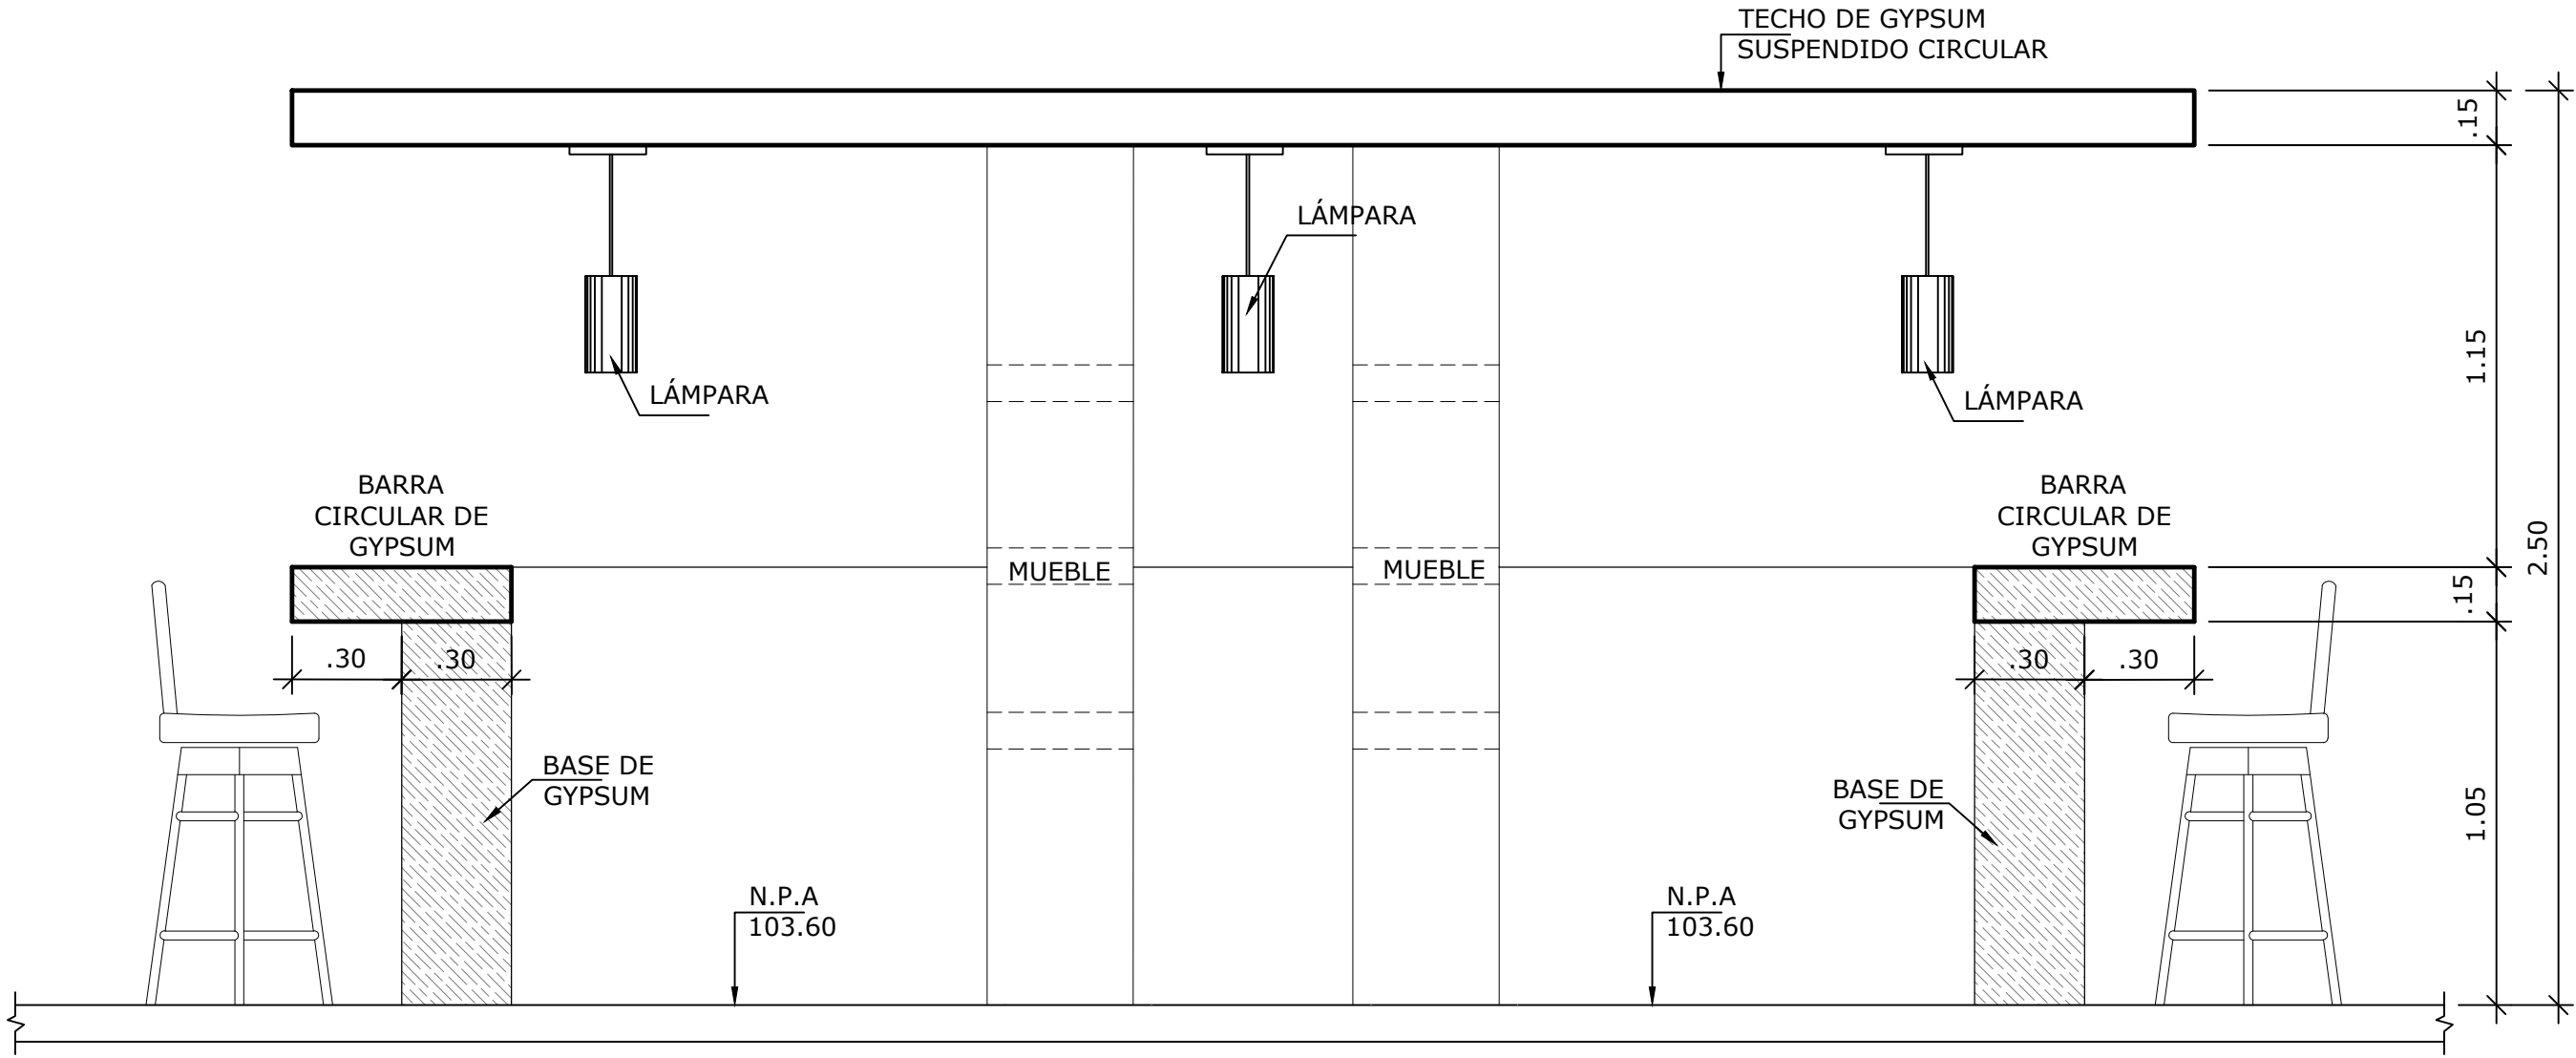 TECHO DE GYPSUM
SUSPENDIDO CIRCULAR
.15
LÁMPARA
1.15
LÁMPARA
LÁMPARA
BARRA
CIRCULAR DE
GYPSUM
BARRA
CIRCULAR DE
GYPSUM
2.50
MUEBLE
MUEBLE
.15
.30
.30
.30
.30
BASE DE
GYPSUM
BASE DE
GYPSUM
1.05
N.P.A
103.60
N.P.A
103.60